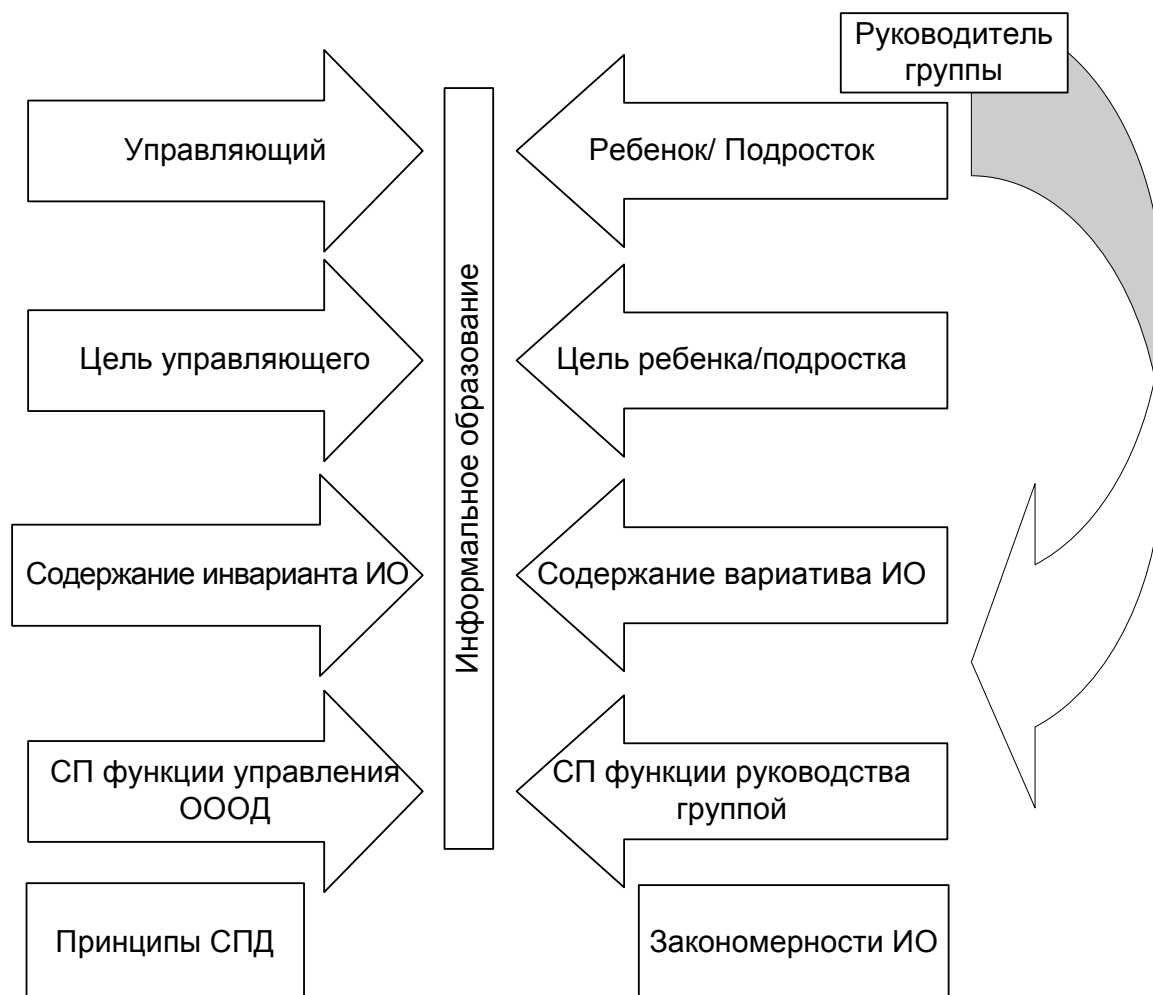 Руководитель
группы
Управляющий
Ребенок/ Подросток
Информальное образование
Цель управляющего
Цель ребенка/подростка
Содержание инварианта ИО
Содержание вариатива ИО
СП функции управления
ОООД
СП функции руководства
группой
Принципы СПД
Закономерности ИО